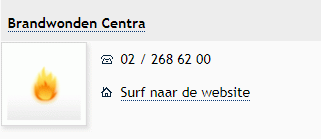 Brandwonden Centra
02 / 268 62 00
Surf naar de website